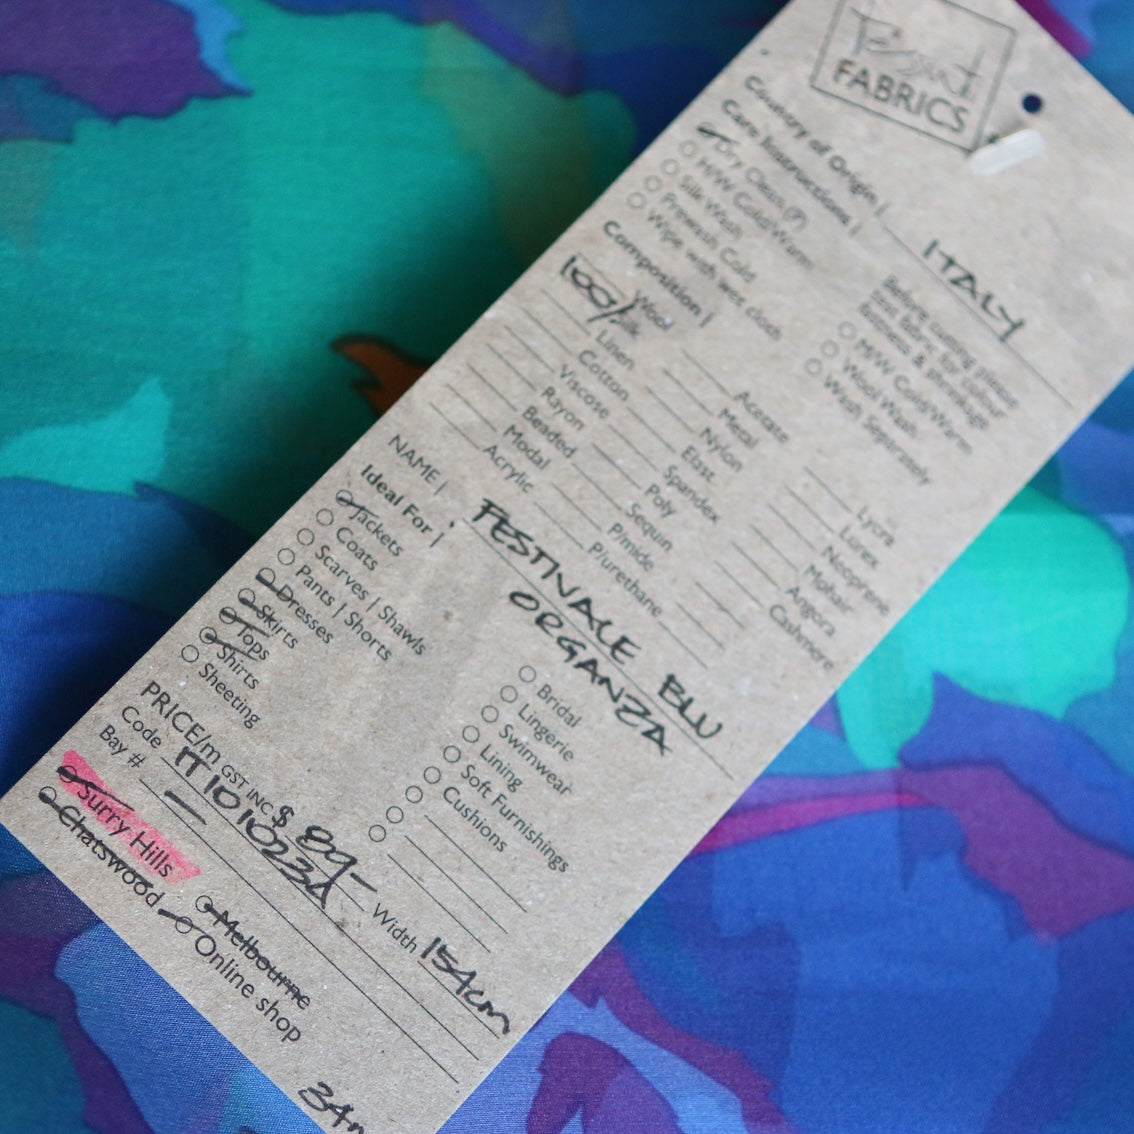 Tessuti
FABRICS
Country of Origin | ITALY
Care Instructions |
Dry Clean (P)
H/W Cold/Warm
Silk Wash
Prewash Cold
Wipe with wet cloth
Before cutting please
test fabric for colour
fastness & shrinkage
M/W Cold/Warm
Wool Wash
Wash Separately
Composition |
Wool
100% Silk
Linen
Cotton
Viscose
Rayon
Beaded
Modal
Acrylic
Acetate
Metal
Nylon
Elast
Spandex
Poly
Sequin
P/mide
P/urethane
Lycra
Lurex
Neoprene
Mohair
Angora
Cashmere
NAME | FESTIVALE BLU
ORGANZA
Ideal For |
Jackets
Coats
Scarves | Shawls
Pants | Shorts
Dresses
Skirts
Tops
Shirts
Sheeting
Bridal
Lingerie
Swimwear
Lining
Soft Furnishings
Cushions
PRICE/m GST INC $ 89- Width 154cm
Code IT1010234
Bay # —
Surry Hills
Chatswood
Melbourne
Online shop